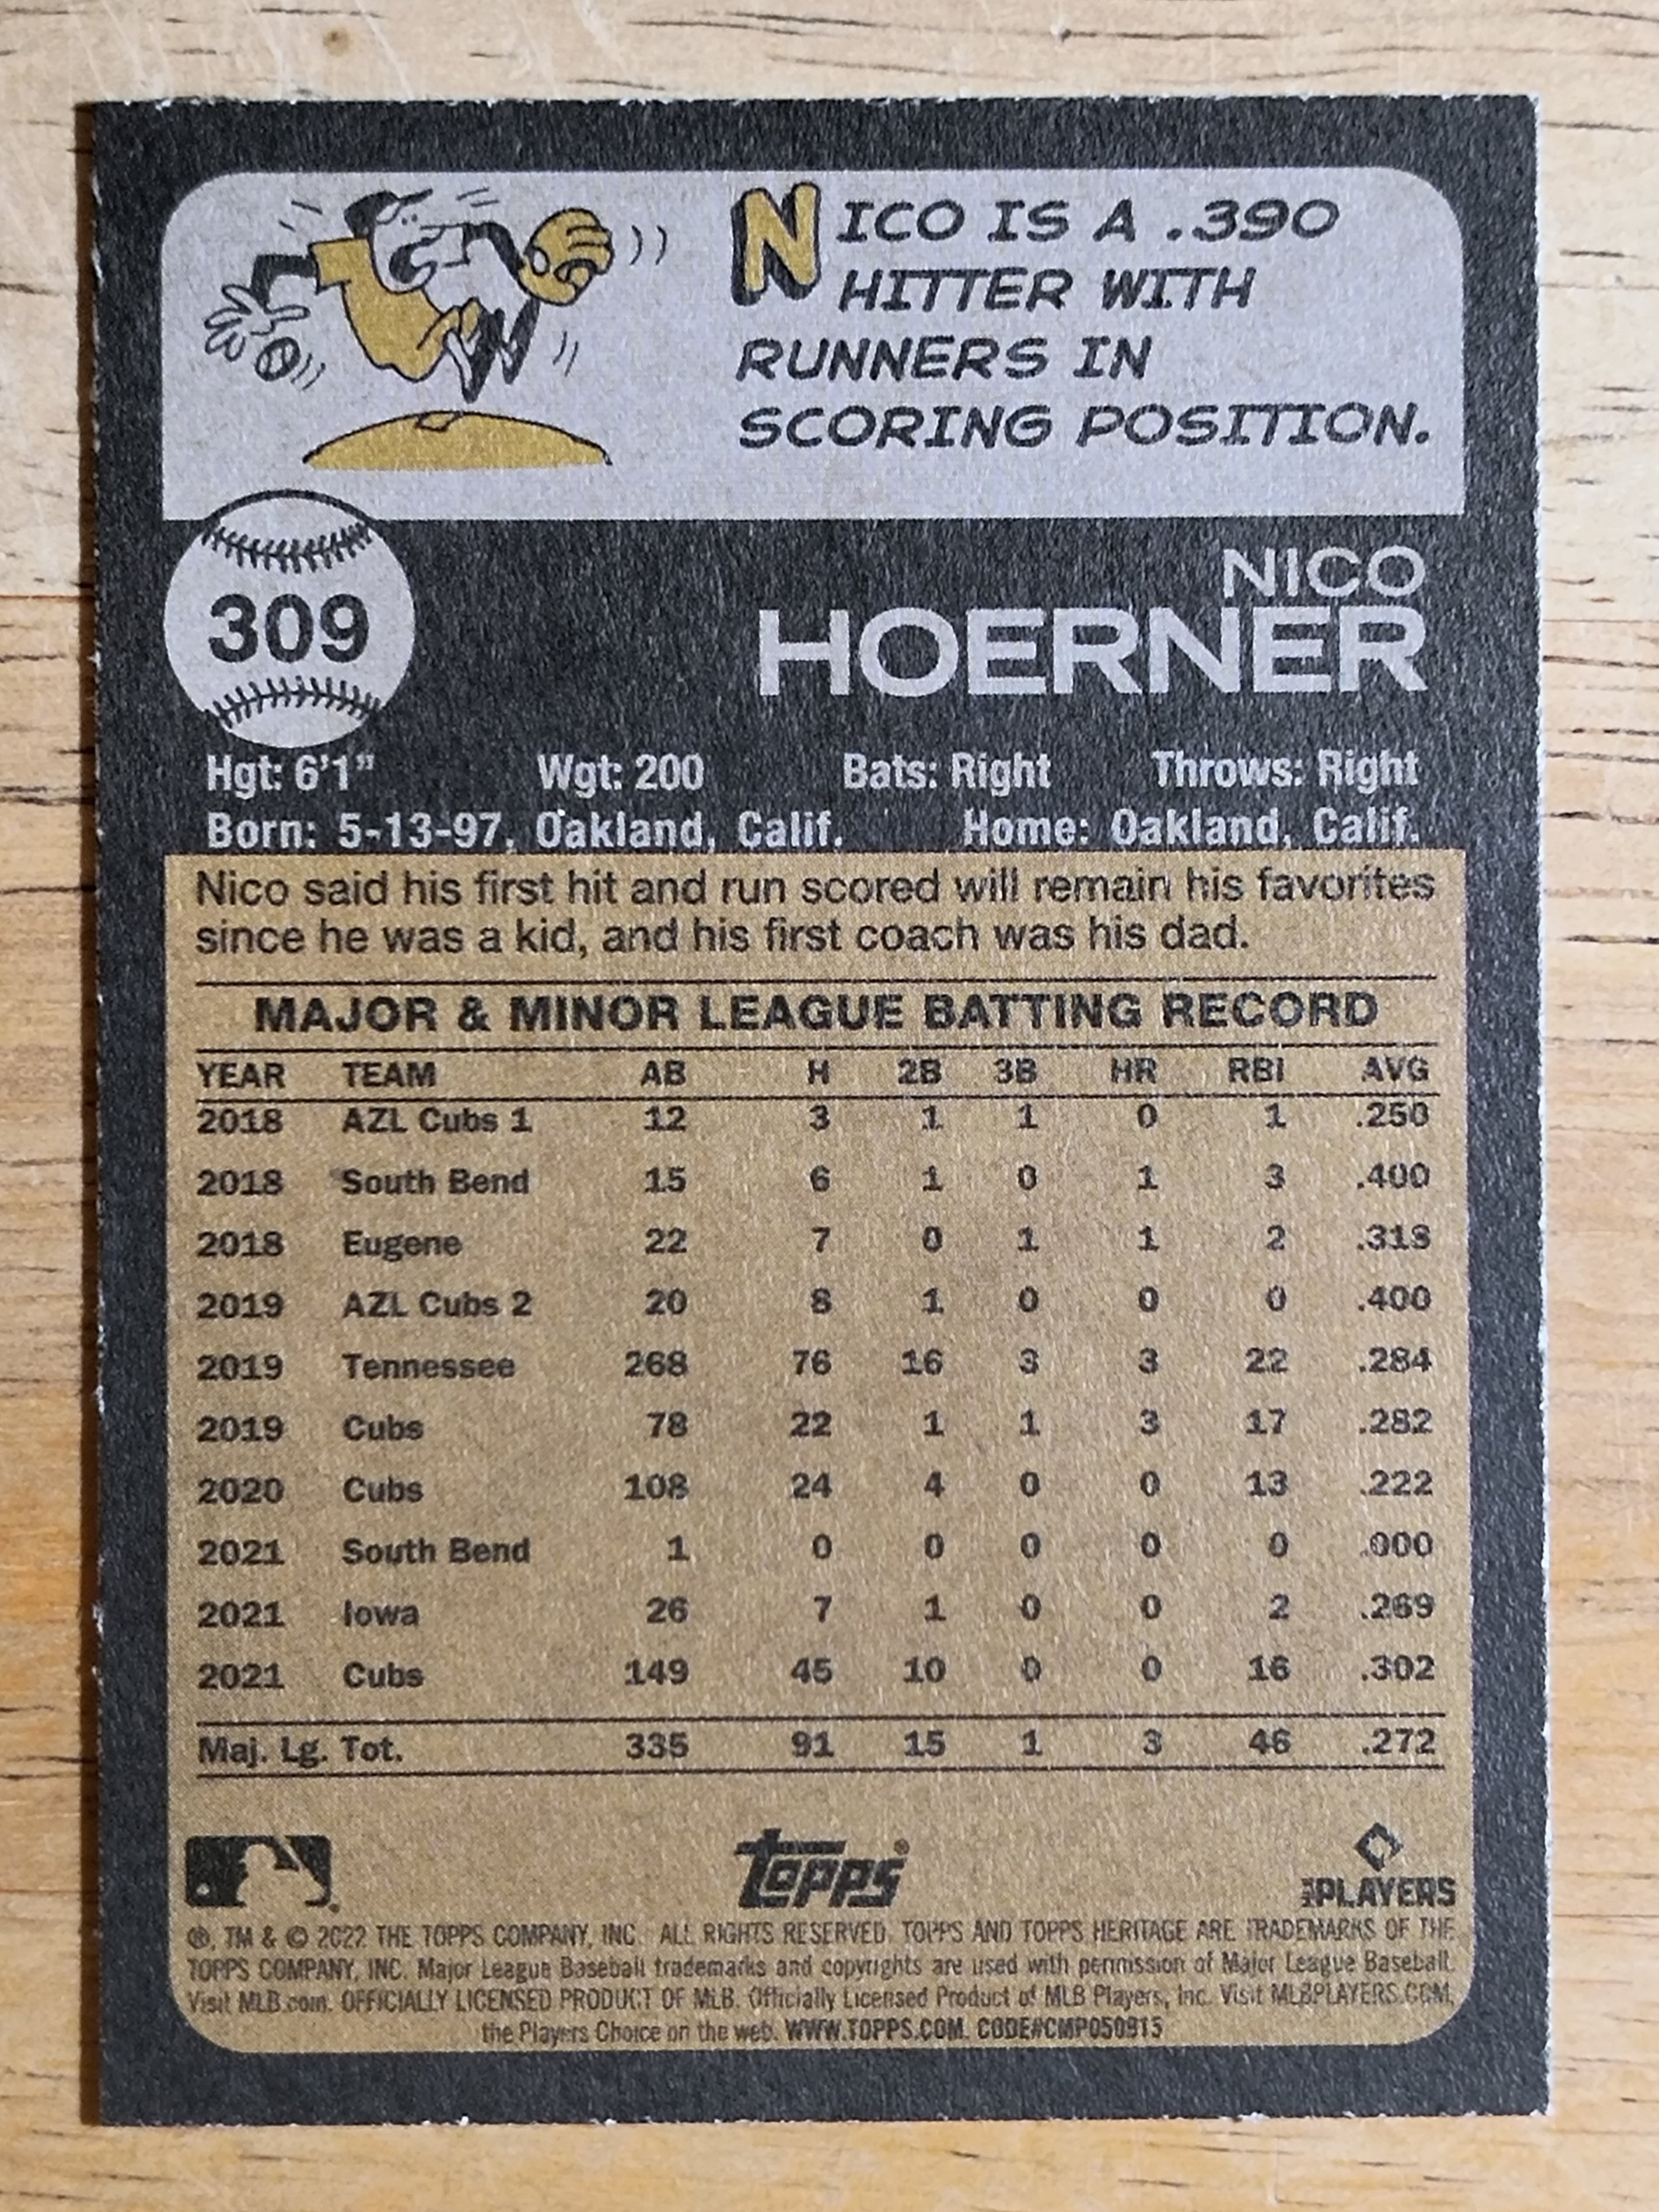 NICO IS A .390
HITTER WITH
RUNNERS IN
SCORING POSITION.
309
NICO
HOERNER
Hgt: 6'1" Wgt: 200 Bats: Right Throws: Right
Born: 5-13-97, Oakland, Calif. Home: Oakland, Calif.
Nico said his first hit and run scored will remain his favorites
since he was a kid, and his first coach was his dad.
MAJOR & MINOR LEAGUE BATTING RECORD
YEAR TEAM AB H 2B 3B HR RBI AVG
2018 AZL Cubs 1 12 3 1 1 0 1 .250
2018 South Bend 15 6 1 0 1 3 .400
2018 Eugene 22 7 0 1 1 2 .318
2019 AZL Cubs 2 20 8 1 0 0 0 .400
2019 Tennessee 268 76 16 3 3 22 .284
2019 Cubs 78 22 1 1 3 17 .282
2020 Cubs 108 24 4 0 0 13 .222
2021 South Bend 1 0 0 0 0 0 .000
2021 Iowa 26 7 1 0 0 2 .269
2021 Cubs 149 45 10 0 0 16 .302
Maj. Lg. Tot. 335 91 15 1 3 46 .272
Topps®
PLAYERS
®, TM & © 2022 THE TOPPS COMPANY, INC. ALL RIGHTS RESERVED. TOPPS AND TOPPS HERITAGE ARE TRADEMARKS OF THE
TOPPS COMPANY, INC. Major League Baseball trademarks and copyrights are used with permission of Major League Baseball.
Visit MLB.com. OFFICIALLY LICENSED PRODUCT OF MLB. Officially Licensed Product of MLB Players, Inc. Visit MLBPLAYERS.COM,
the Players Choice on the web. WWW.TOPPS.COM. CODE#CMP050915